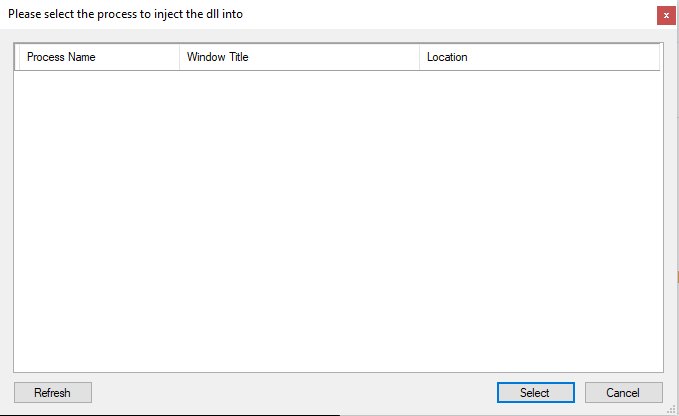 Please select the process to inject the dll into
x
Process Name Window Title Location
Refresh Select Cancel